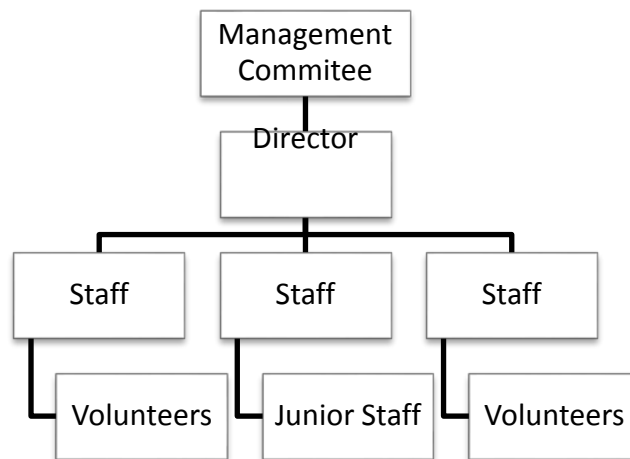 Management
Commitee
Director
Staff
Staff
Staff
Volunteers
Junior Staff
Volunteers